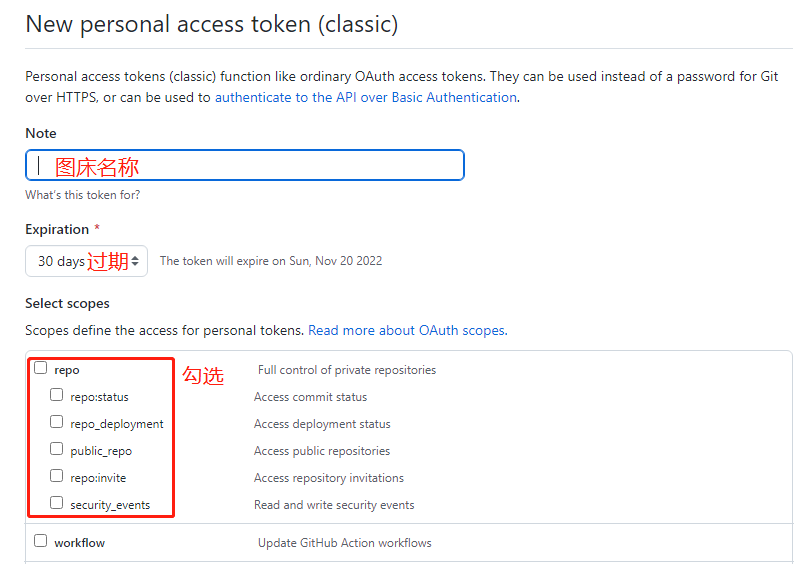 New personal access token (classic)
Personal access tokens (classic) function like ordinary OAuth access tokens. They can be used instead of a password for Git
over HTTPS, or can be used to authenticate to the API over Basic Authentication.
Note
图床名称
What's this token for?
Expiration *
30 days 过期 The token will expire on Sun, Nov 20 2022
Select scopes
Scopes define the access for personal tokens. Read more about OAuth scopes.
repo 勾选 Full control of private repositories
repo:status Access commit status
repo_deployment Access deployment status
public_repo Access public repositories
repo:invite Access repository invitations
security_events Read and write security events
workflow Update GitHub Action workflows